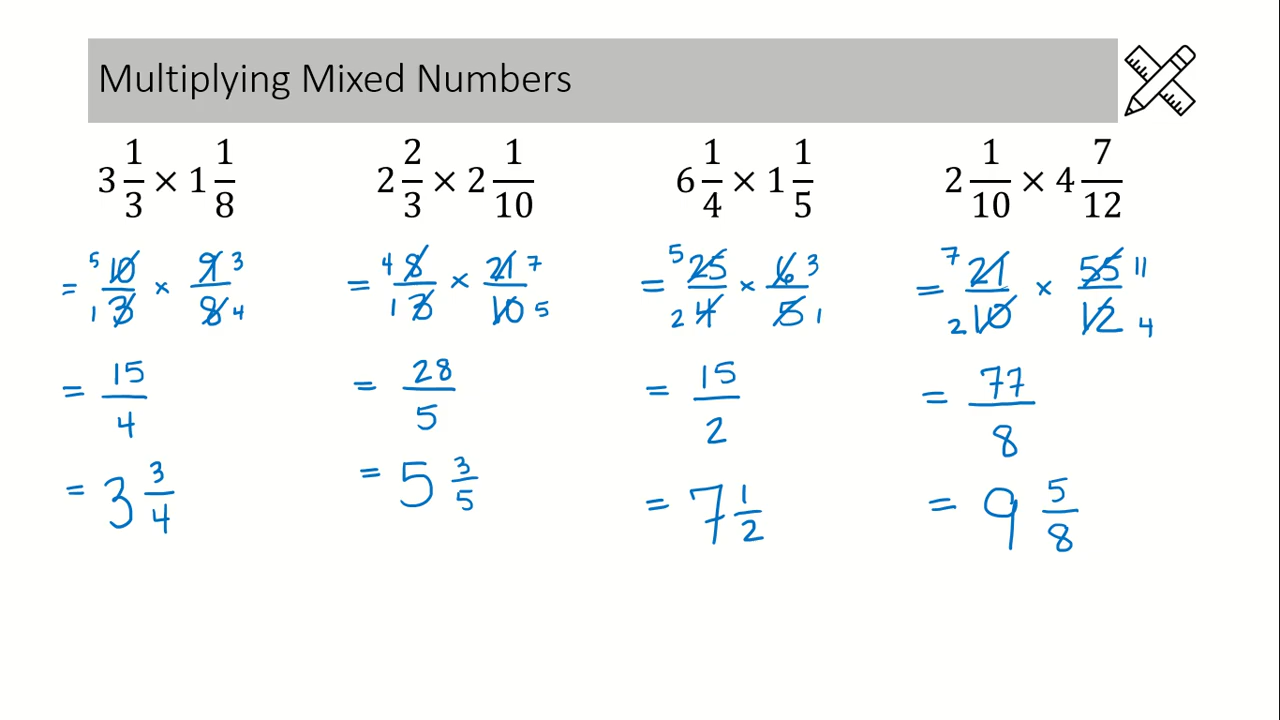 Multiplying Mixed Numbers
3 1/3 × 1 1/8
= 5 10/3 1 × 9/8 3 4
= 15/4
= 3 3/4
2 2/3 × 2 1/10
= 4 8/3 1 × 21/10 7 5
= 28/5
= 5 3/5
6 1/4 × 1 1/5
= 5 25/4 2 × 6/5 3 1
= 15/2
= 7 1/2
2 1/10 × 4 7/12
= 7 21/10 2 × 55/12 11 4
= 77/8
= 9 5/8